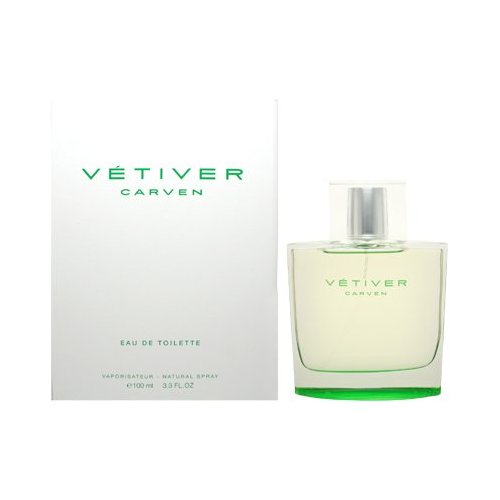 VÉTIVER
CARVEN
EAU DE TOILETTE
VAPORISATEUR - NATURAL SPRAY
℮100 ml 3.3 FL.OZ
VÉTIVER
CARVEN